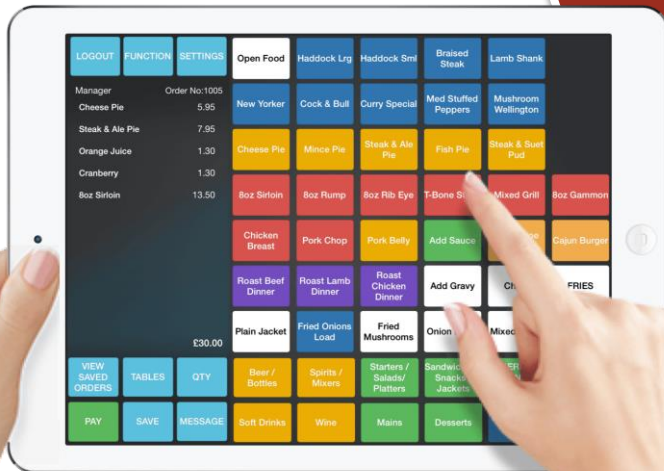 LOGOUT FUNCTION SETTINGS
Manager Order No:1005
Cheese Pie 5.95
Steak & Ale Pie 7.95
Orange Juice 1.30
Cranberry 1.30
8oz Sirloin 13.50
£30.00
VIEW
SAVED
ORDERS
TABLES QTY
PAY SAVE MESSAGE
Open Food
Haddock Lrg
Haddock Sml
Braised
Steak
Lamb Shank
New Yorker
Cock & Bull
Curry Special
Med Stuffed
Peppers
Mushroom
Wellington
Cheese Pie
Mince Pie
Steak & Ale
Pie
Fish Pie
Steak & Suet
Pud
8oz Sirloin
8oz Rump
8oz Rib Eye
T-Bone
Mixed Grill
8oz Gammon
Chicken
Breast
Pork Chop
Pork Belly
Add Sauce
Cajun Burger
Roast Beef
Dinner
Roast Lamb
Dinner
Roast
Chicken
Dinner
Add Gravy
FRIES
Plain Jacket
Fried Onions
Load
Fried
Mushrooms
Onion
Mixed
Beer /
Bottles
Spirits /
Mixers
Starters /
Salads/
Platters
Snacks
Jackets
Soft Drinks
Wine
Mains
Desserts